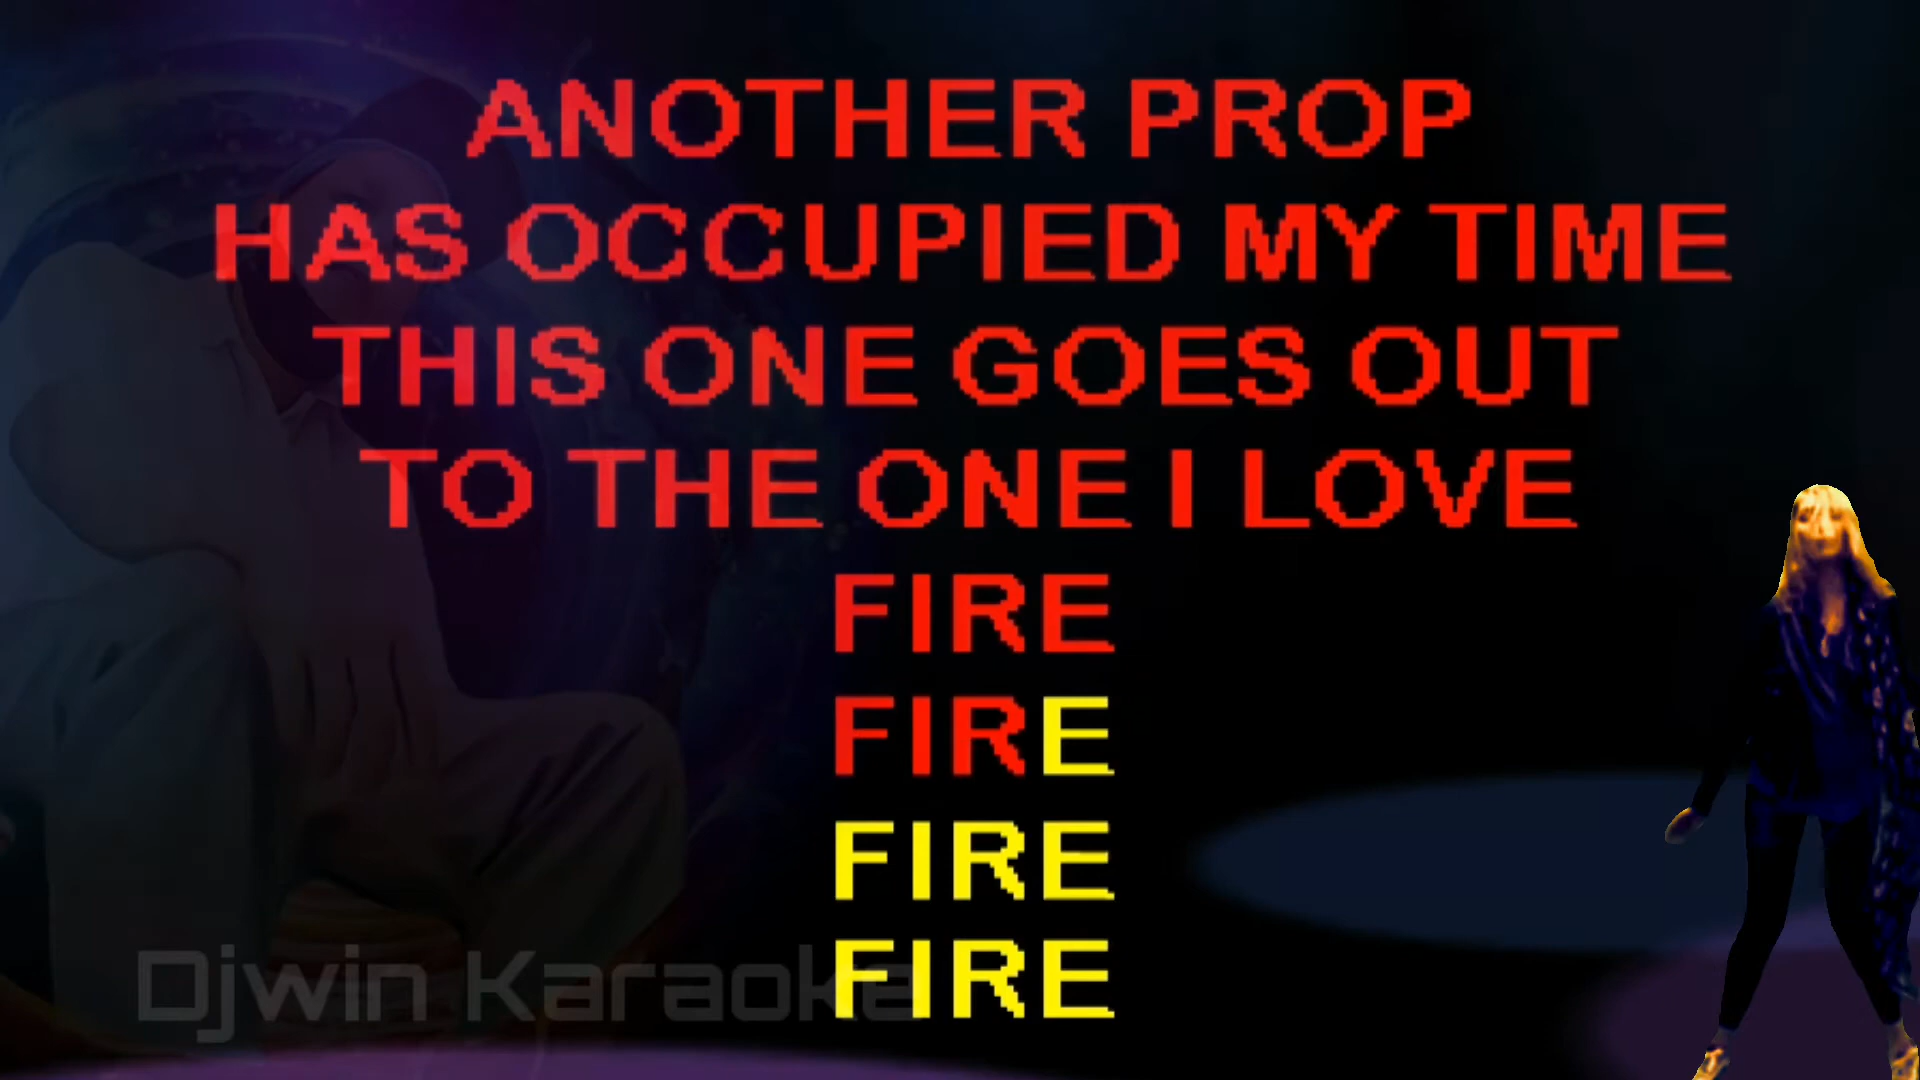 ANOTHER PROP
HAS OCCUPIED MY TIME
THIS ONE GOES OUT
TO THE ONE I LOVE
FIRE
FIRE
FIRE
FIRE
Djwin Karaoke